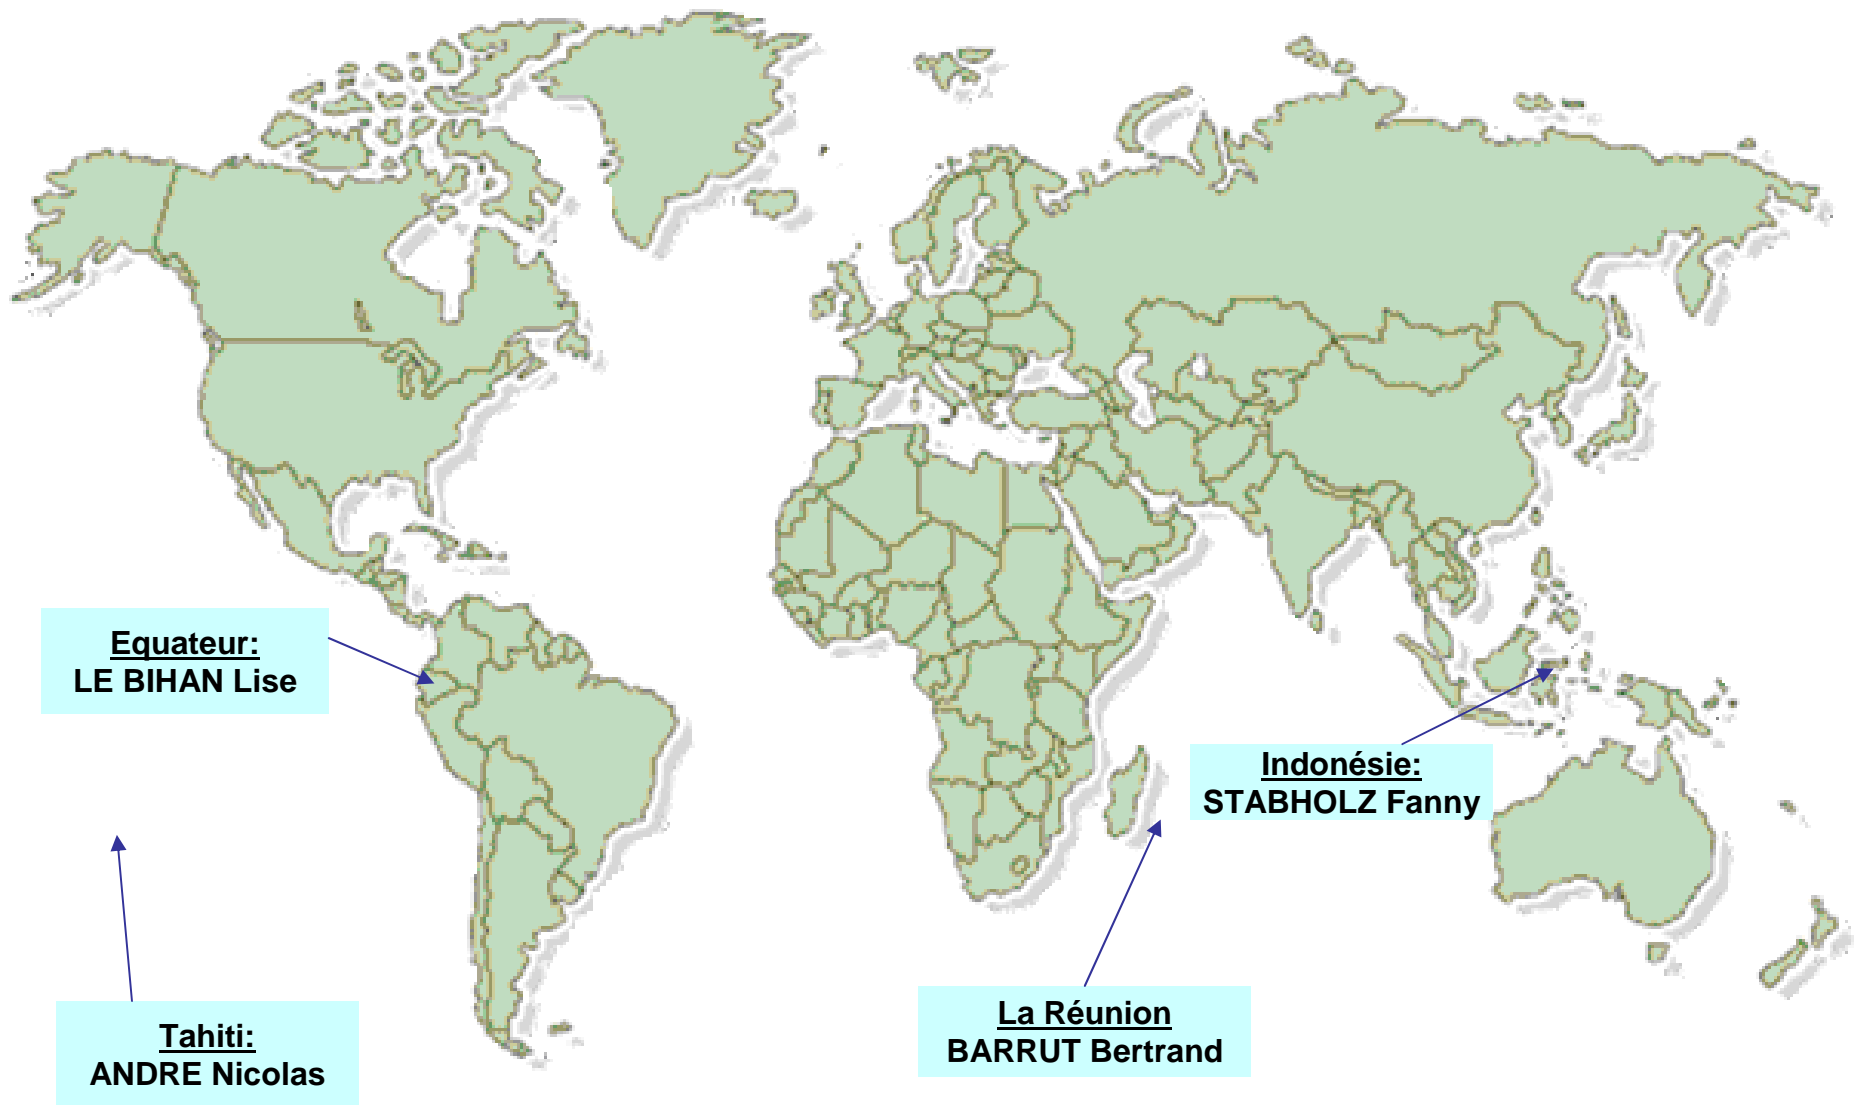 Equateur:
LE BIHAN Lise
Indonésie:
STABHOLZ Fanny
La Réunion
BARRUT Bertrand
Tahiti:
ANDRE Nicolas